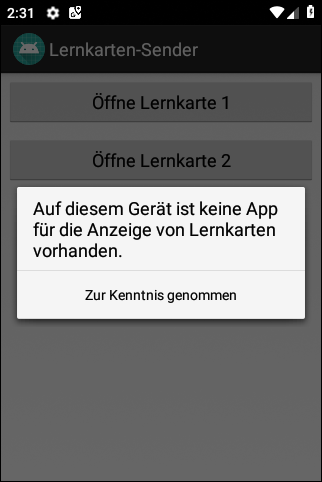 2:31
Lernkarten-Sender
Öffne Lernkarte 1
Öffne Lernkarte 2
Auf diesem Gerät ist keine App
für die Anzeige von Lernkarten
vorhanden.
Zur Kenntnis genommen